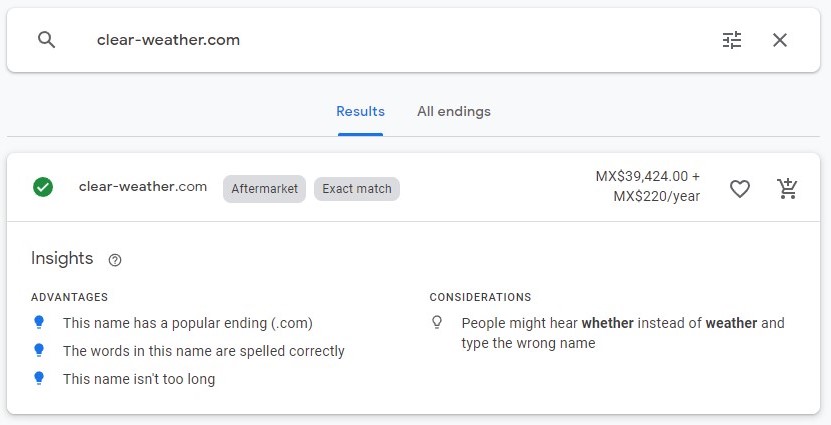 clear-weather.com
Results All endings
clear-weather.com Aftermarket Exact match MX$39,424.00 +
MX$220/year
Insights
ADVANTAGES
This name has a popular ending (.com)
The words in this name are spelled correctly
This name isn't too long
CONSIDERATIONS
People might hear whether instead of weather and
type the wrong name